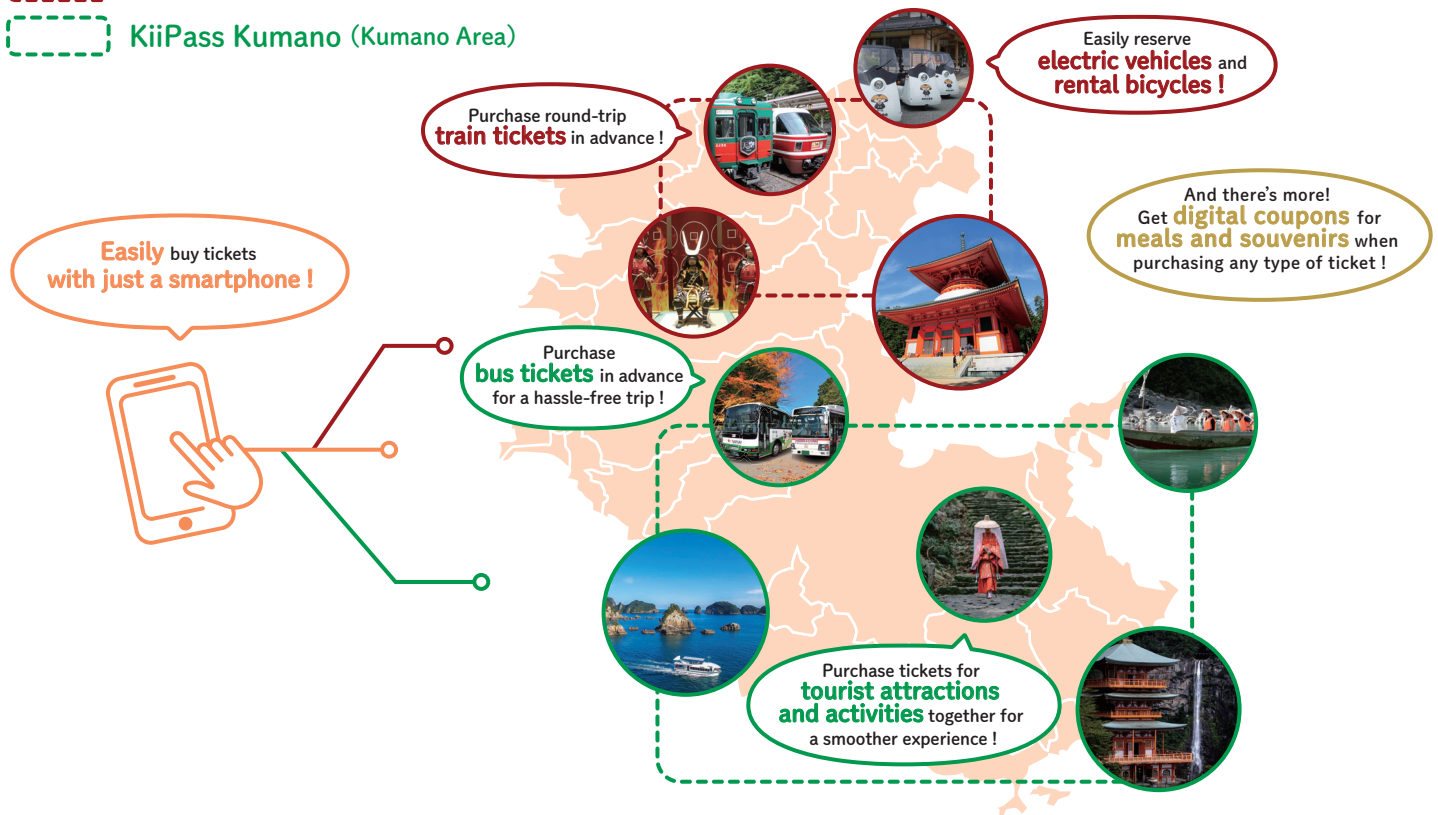 KiiPass Kumano (Kumano Area)
Easily reserve
electric vehicles and
rental bicycles !
Purchase round-trip
train tickets in advance !
And there's more!
Get digital coupons for
meals and souvenirs when
purchasing any type of ticket !
Easily buy tickets
with just a smartphone !
Purchase
bus tickets in advance
for a hassle-free trip !
Purchase tickets for
tourist attractions
and activities together for
a smoother experience !